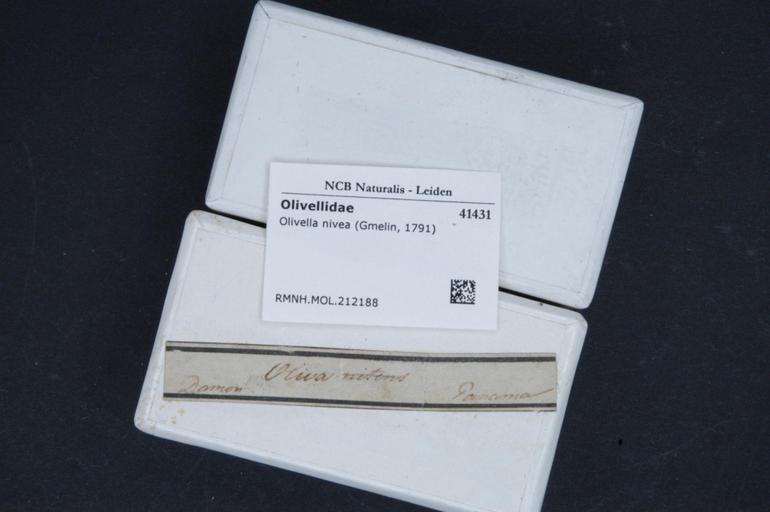 NCB Naturalis - Leiden
Olivellidae
41431
Olivella nivea (Gmelin, 1791)
RMNH.MOL.212188
Oliva nitens
Damon
Panama